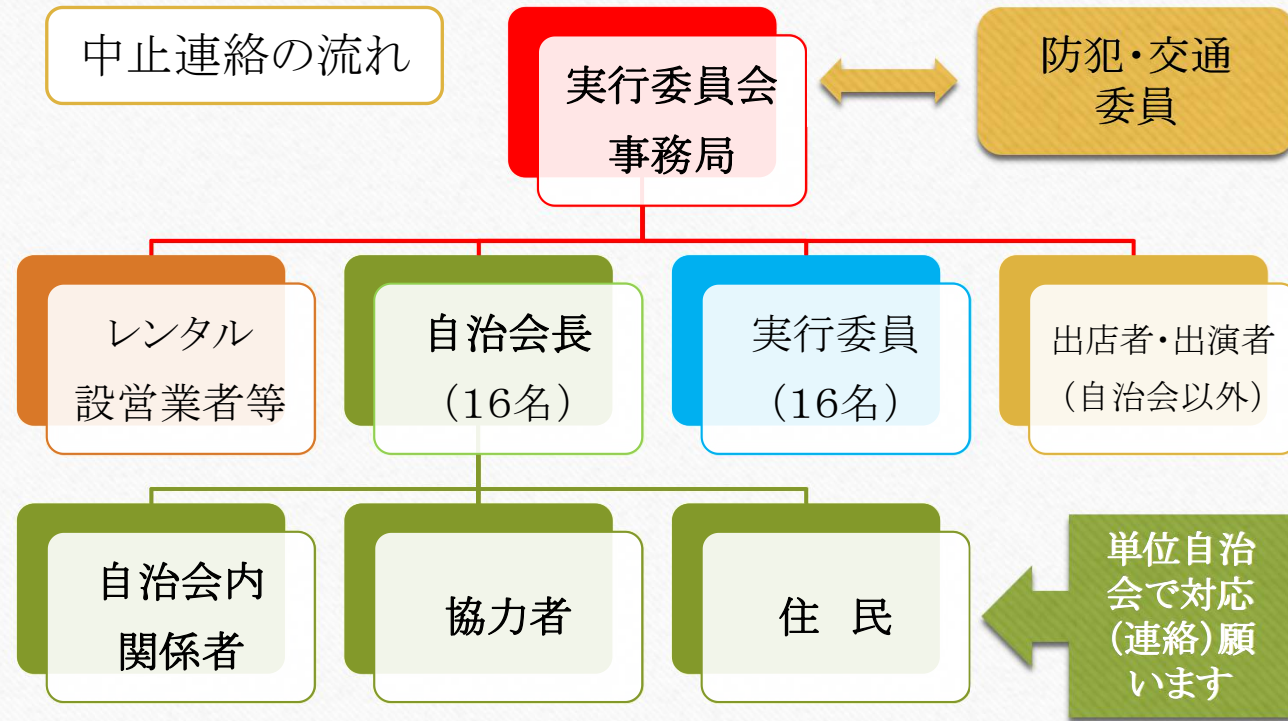 中止連絡の流れ
実行委員会
事務局
防犯・交通
委員
レンタル
設営業者等
自治会長
（16名）
実行委員
（16名）
出店者・出演者
（自治会以外）
自治会内
関係者
協力者
住　民
単位自治
会で対応
（連絡）願
います